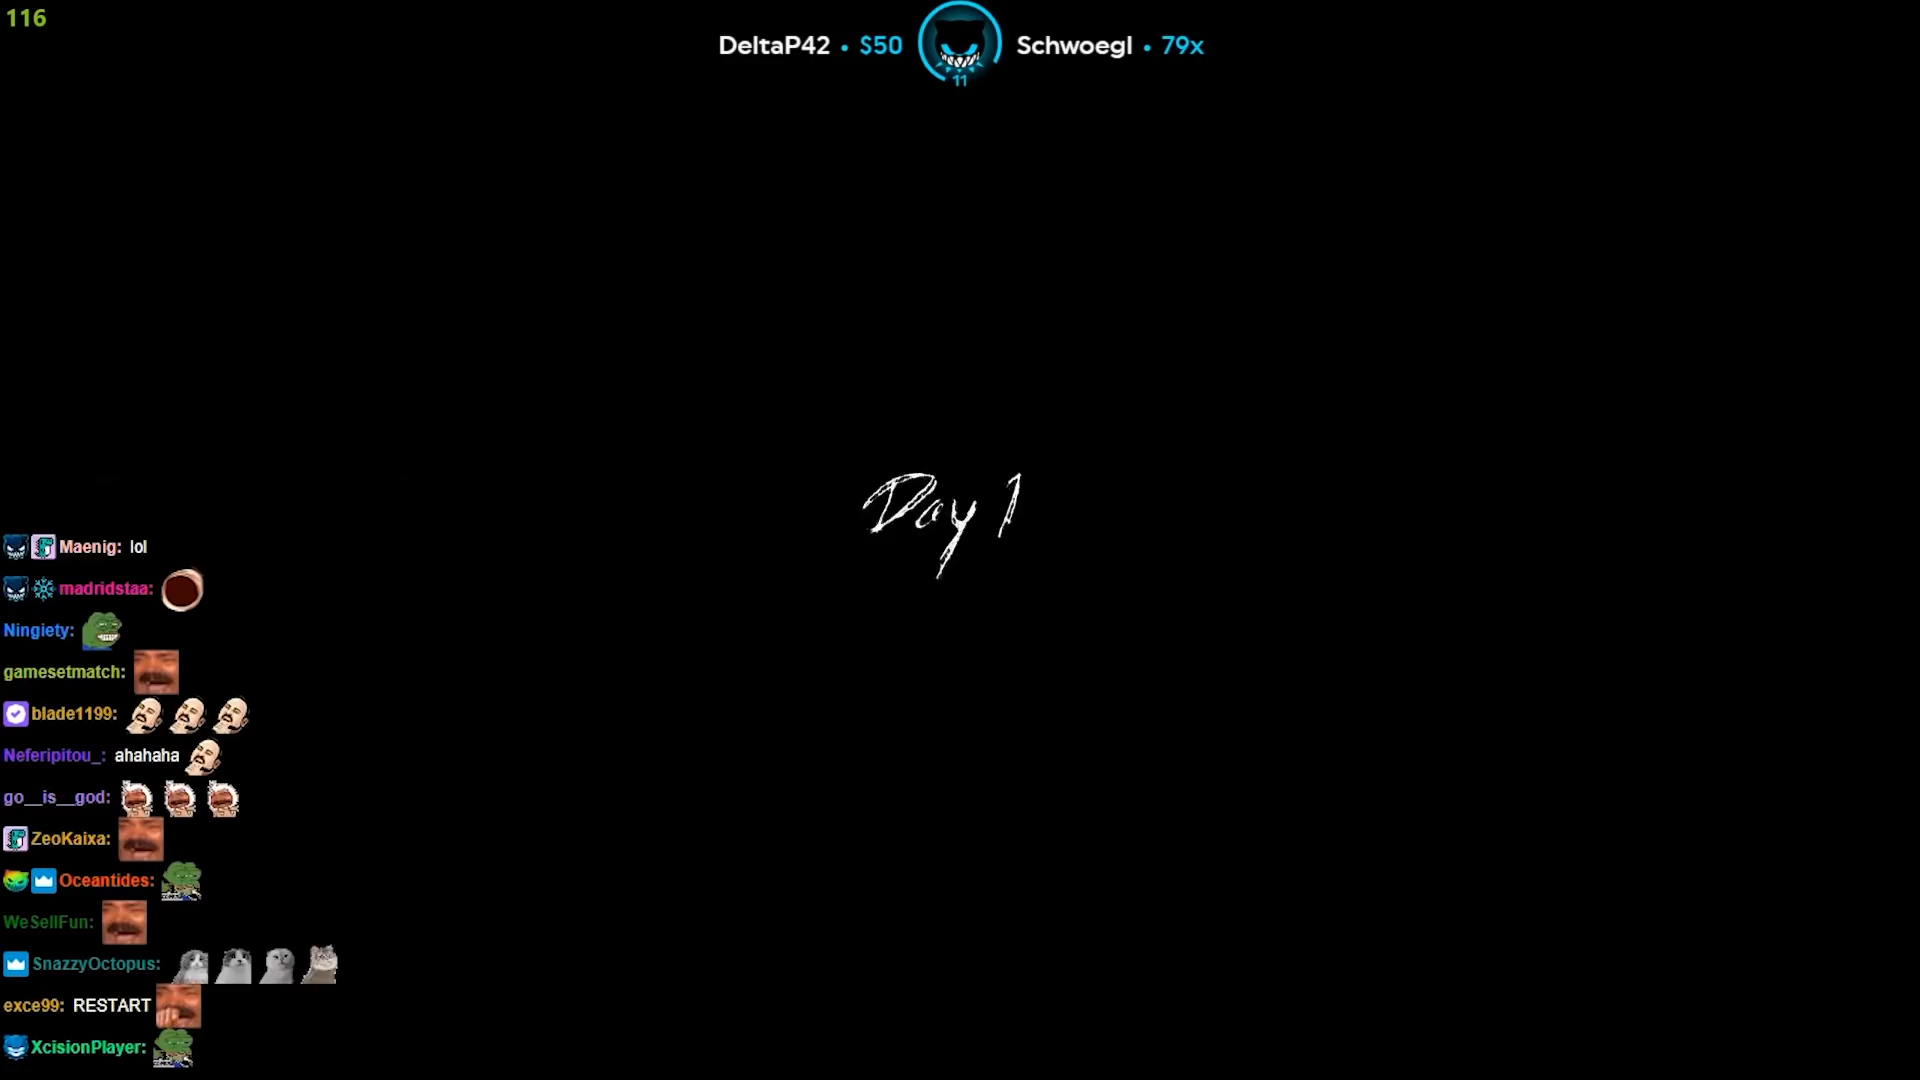 116
DeltaP42 • $50
11
Schwoegl • 79x
Day 1
Maenig: lol
madridstaa:
Ningiety:
gamesetmatch:
blade1199:
Neferipitou_: ahahaha
go__is__god:
ZeoKaixa:
Oceantides:
WeSellFun:
SnazzyOctopus:
exce99: RESTART
XcisionPlayer: